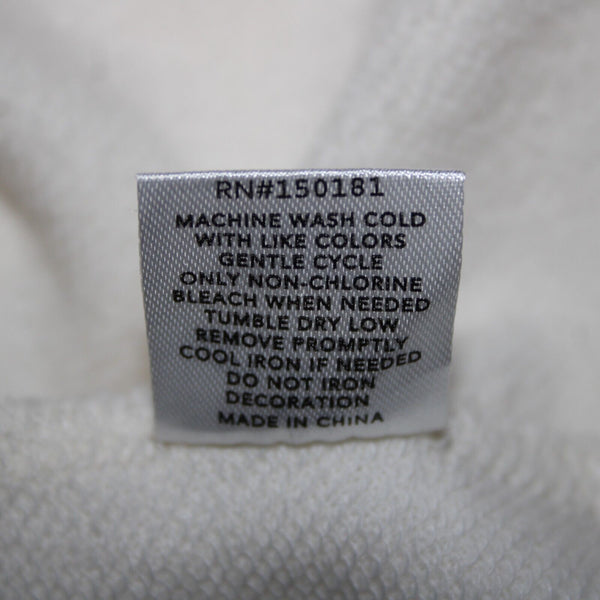 RN#150181
MACHINE WASH COLD
WITH LIKE COLORS
GENTLE CYCLE
ONLY NON-CHLORINE
BLEACH WHEN NEEDED
TUMBLE DRY LOW
REMOVE PROMPTLY
COOL IRON IF NEEDED
DO NOT IRON
DECORATION
MADE IN CHINA